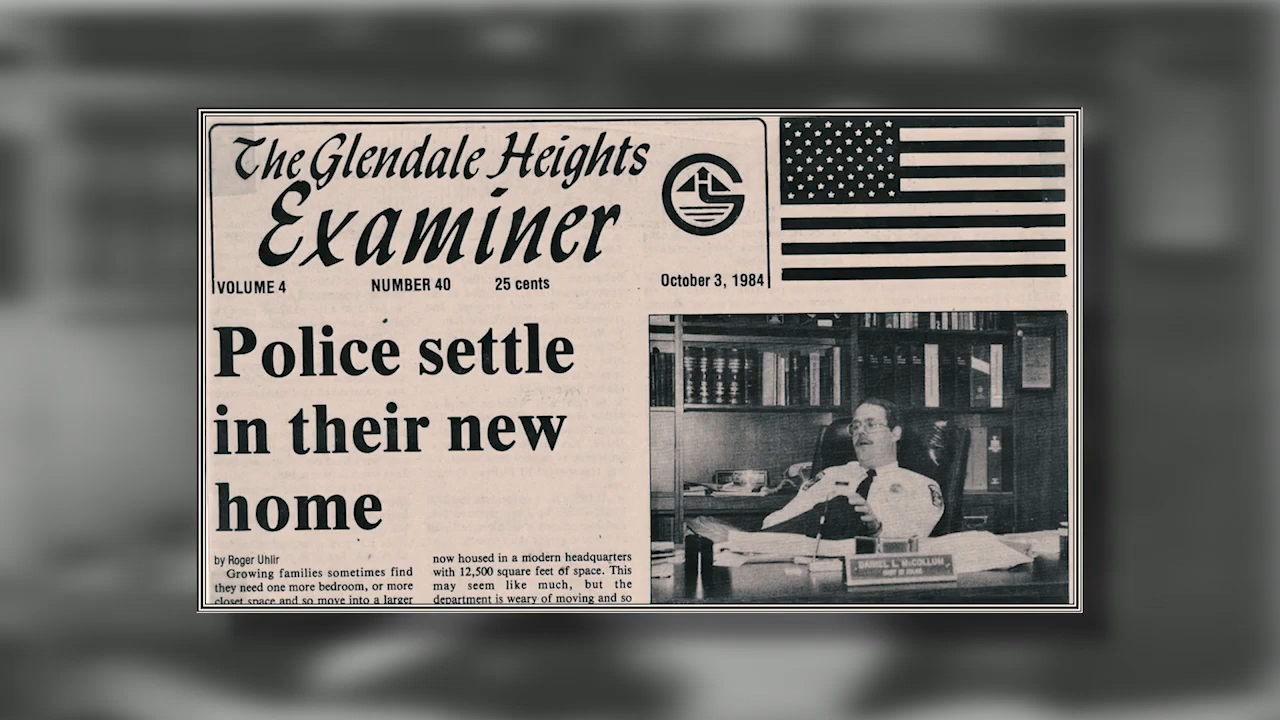 The Glendale Heights
Examiner
VOLUME 4 NUMBER 40 25 cents October 3, 1984
Police settle
in their new
home
by Roger Uhlir
Growing families sometimes find
they need one more bedroom, or more
closet space and so move into a larger
now housed in a modern headquarters
with 12,500 square feet of space. This
may seem like much, but the
department is weary of moving and so
DANIEL L. McCOLLUM